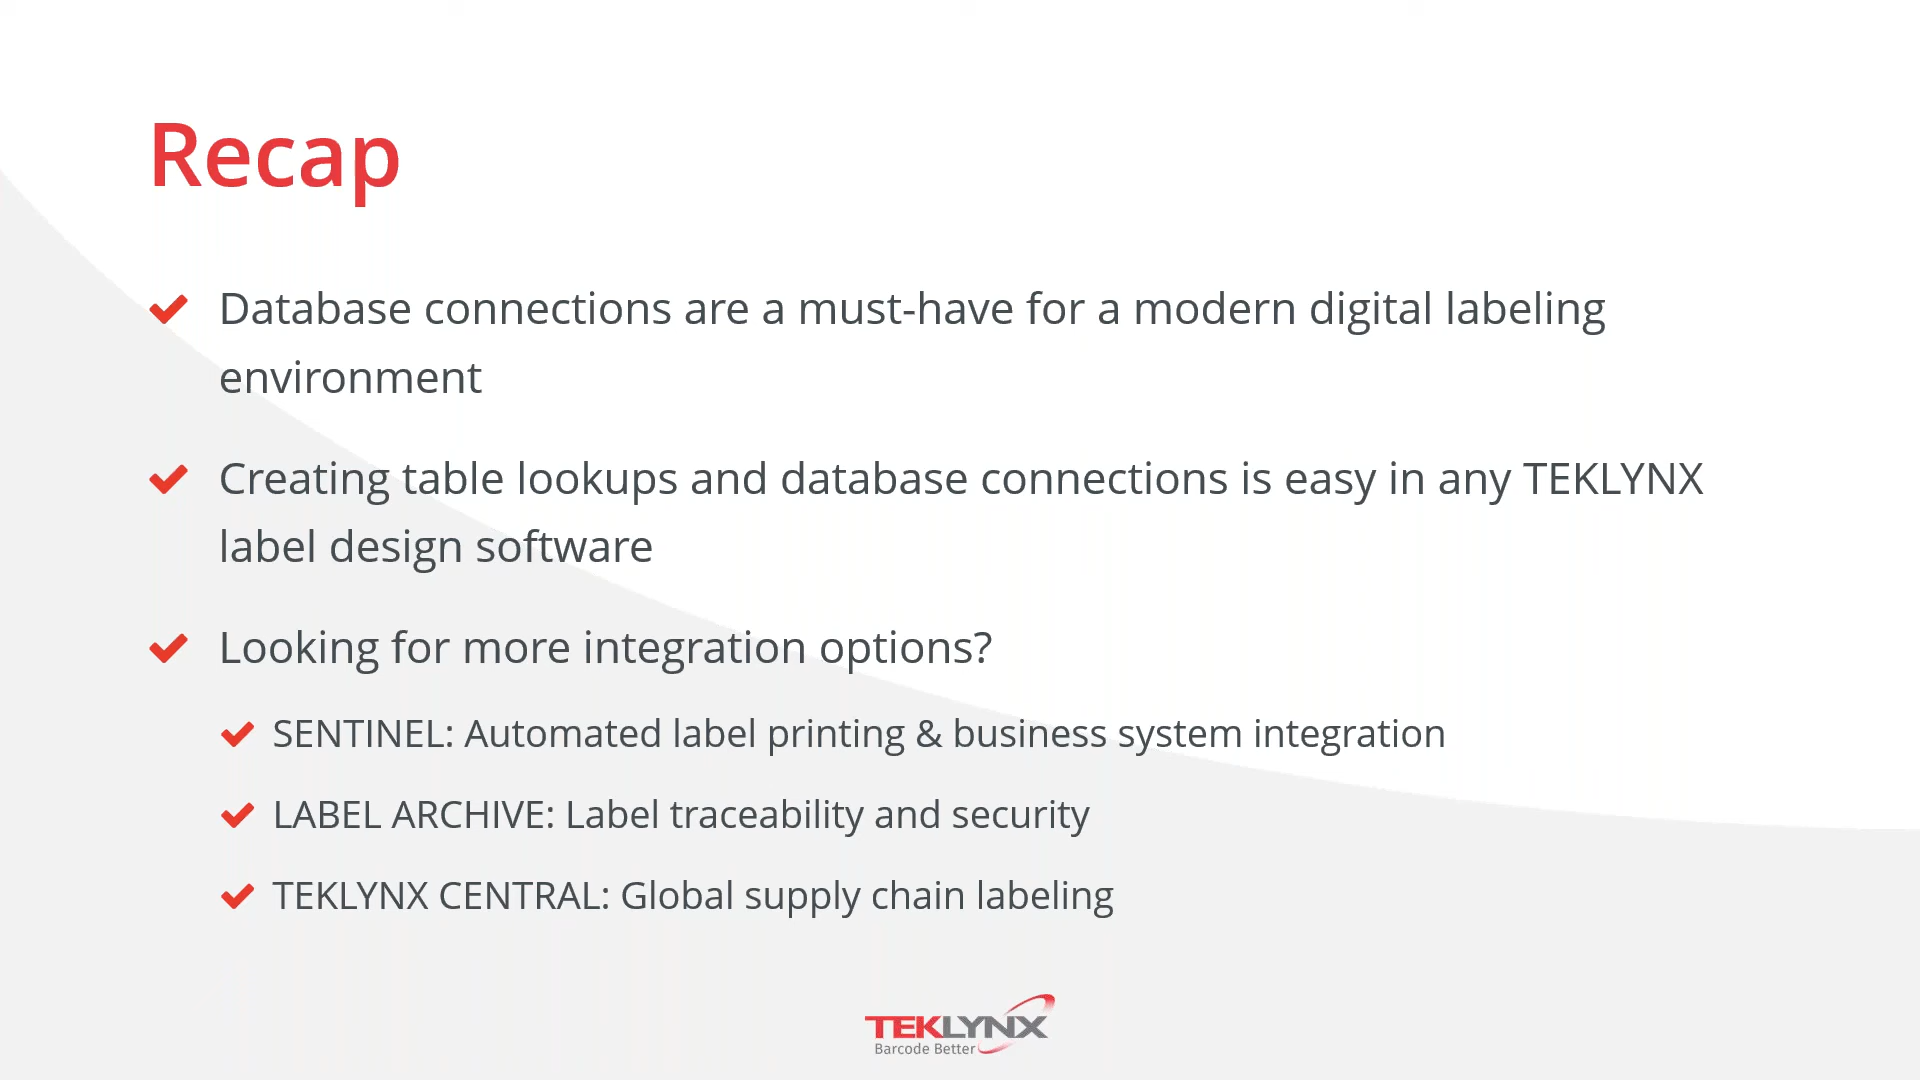 Recap
Database connections are a must-have for a modern digital labeling
environment
Creating table lookups and database connections is easy in any TEKLYNX
label design software
Looking for more integration options?
SENTINEL: Automated label printing & business system integration
LABEL ARCHIVE: Label traceability and security
TEKLYNX CENTRAL: Global supply chain labeling
TEKLYNX
Barcode Better